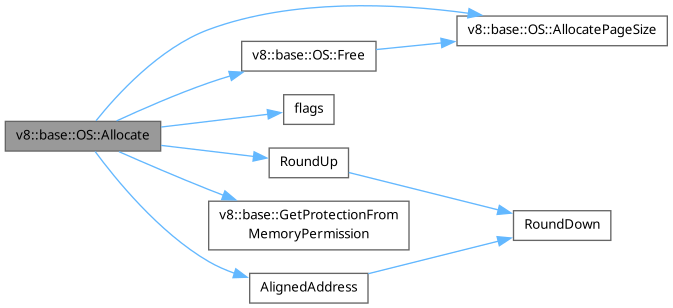 v8::base::OS::AllocatePageSize
v8::base::OS::Free
flags
v8::base::OS::Allocate
RoundUp
v8::base::GetProtectionFrom
MemoryPermission
RoundDown
AlignedAddress